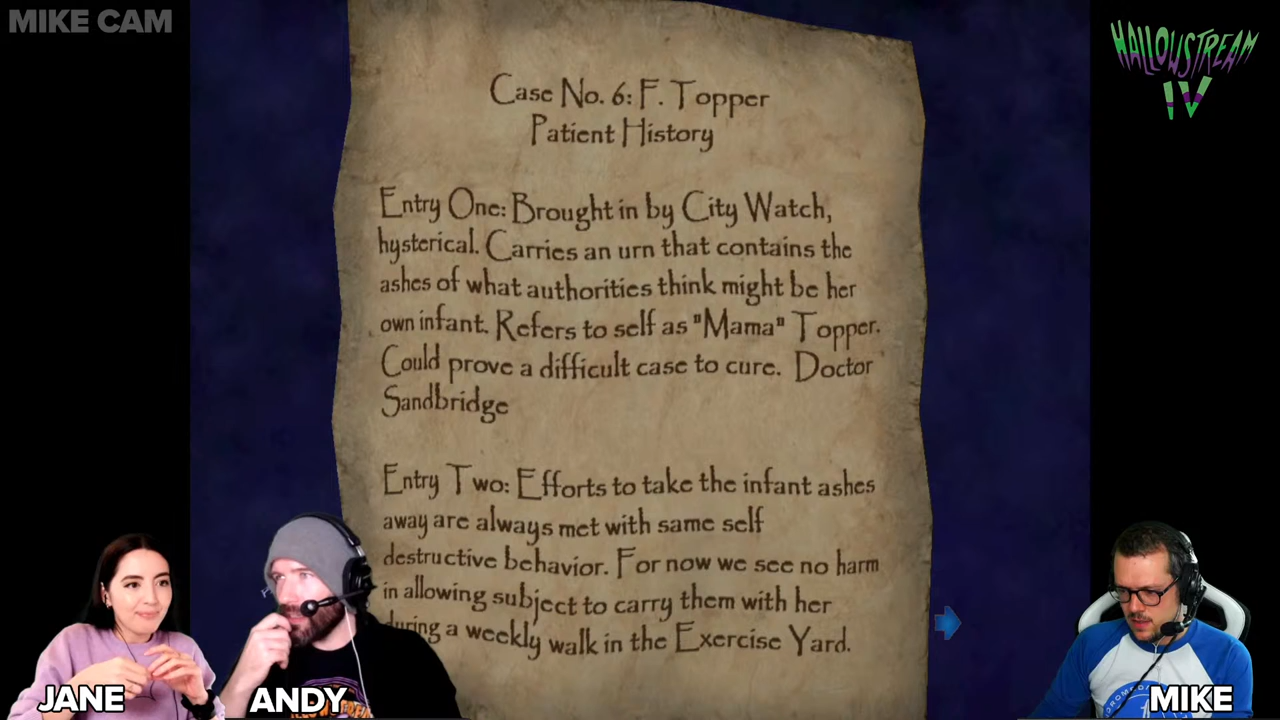 MIKE CAM
HALLOWSTREAM
IV
Case No. 6: F. Topper
Patient History
Entry One: Brought in by City Watch,
hysterical. Carries an urn that contains the
ashes of what authorities think might be her
own infant. Refers to self as "Mama" Topper.
Could prove a difficult case to cure. Doctor
Sandbridge
Entry Two: Efforts to take the infant ashes
away are always met with same self
destructive behavior. For now we see no harm
in allowing subject to carry them with her
during a weekly walk in the Exercise Yard.
JANE
ANDY
MIKE